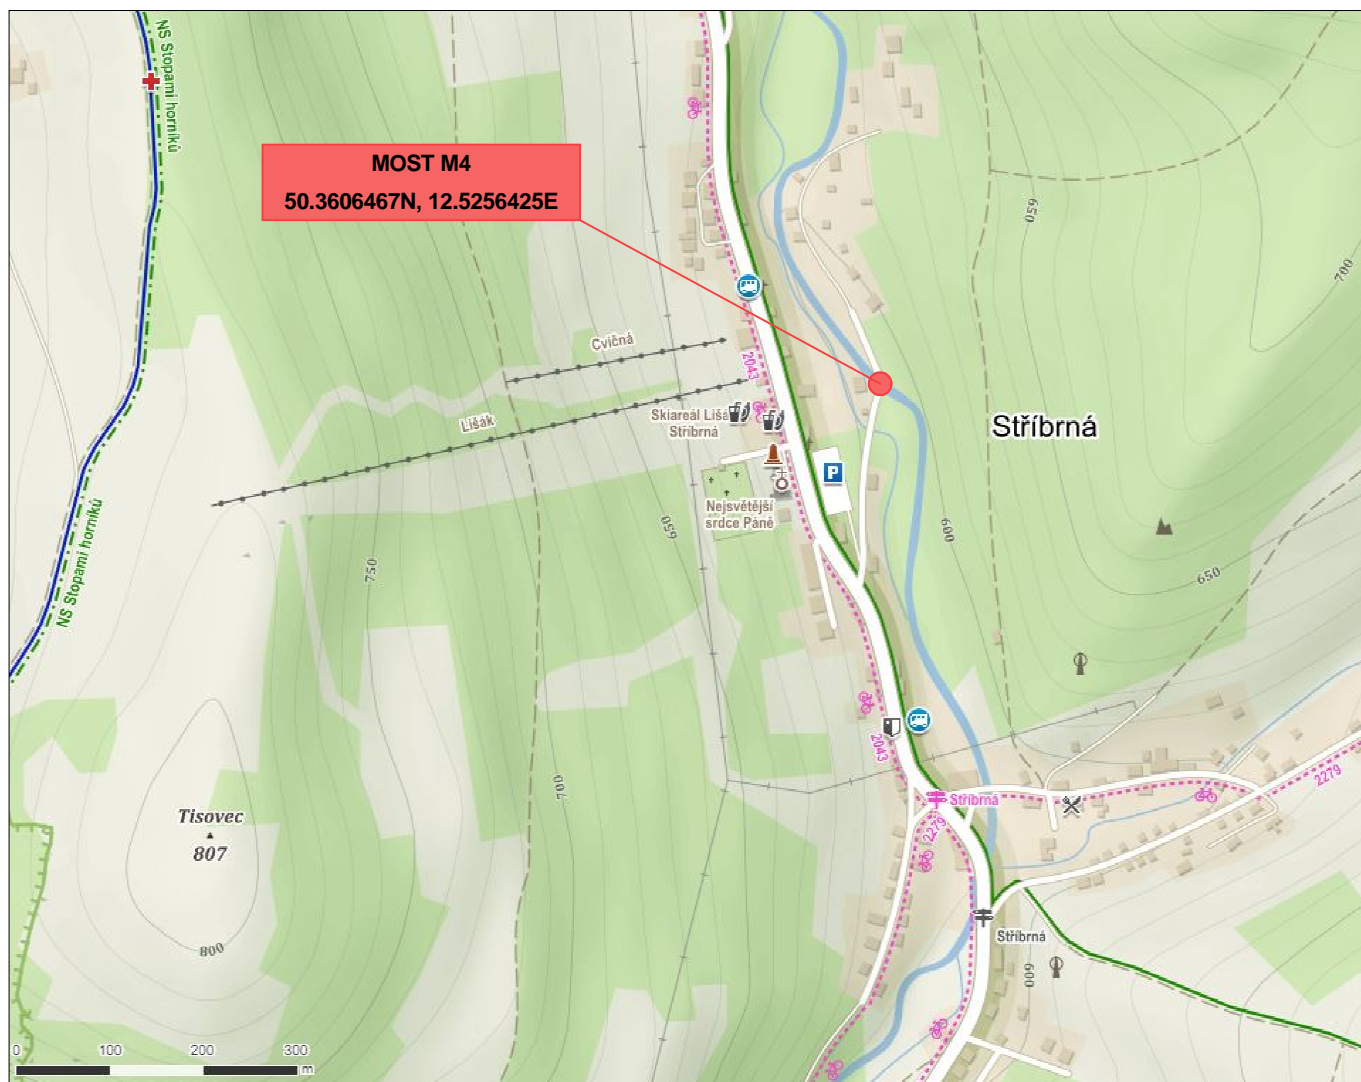 NS Stopami horníků
MOST M4
50.3606467N, 12.5256425E
650
700
Cvičná
2043
Lišák
Skiareál Lišá
Stříbrná
Stříbrná
P
Nejsvětější
srdce Páně
650
600
NS Stopami horníků
750
650
2043
700
Stříbrná
2279
2279
Tisovec
807
Stříbrná
800
600
0 100 200 300
m